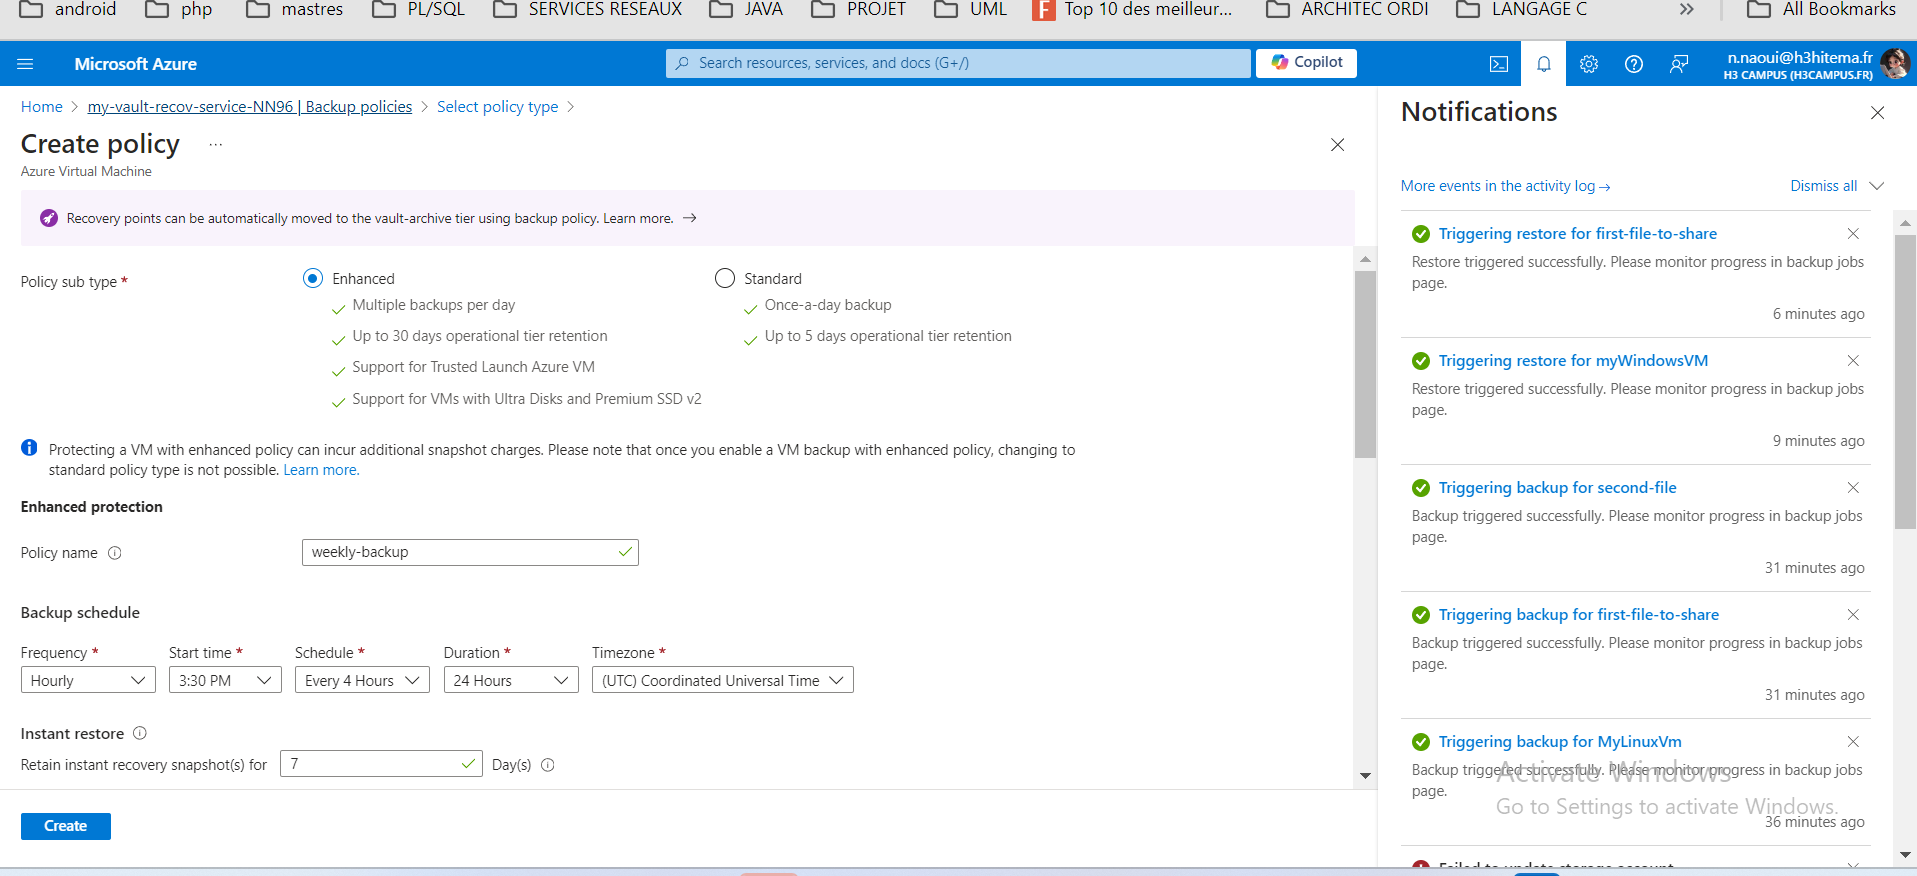 android php mastres PL/SQL SERVICES RESEAUX JAVA PROJET UML Top 10 des meilleur... ARCHITEC ORDI LANGAGE C » All Bookmarks
Microsoft Azure
Search resources, services, and docs (G+/)
Copilot
n.naoui@h3hitema.fr
H3 CAMPUS (H3CAMPUS.FR)
Home > my-vault-recov-service-NN96 | Backup policies > Select policy type >
Create policy ...
Azure Virtual Machine
Recovery points can be automatically moved to the vault-archive tier using backup policy. Learn more. →
Policy sub type *
Enhanced
Multiple backups per day
Up to 30 days operational tier retention
Support for Trusted Launch Azure VM
Support for VMs with Ultra Disks and Premium SSD v2
Standard
Once-a-day backup
Up to 5 days operational tier retention
Protecting a VM with enhanced policy can incur additional snapshot charges. Please note that once you enable a VM backup with enhanced policy, changing to
standard policy type is not possible. Learn more.
Enhanced protection
Policy name
weekly-backup
Backup schedule
Frequency * Start time * Schedule * Duration * Timezone *
Hourly 3:30 PM Every 4 Hours 24 Hours (UTC) Coordinated Universal Time
Instant restore
Retain instant recovery snapshot(s) for 7 Day(s)
Create
Notifications
More events in the activity log →
Dismiss all
Triggering restore for first-file-to-share
Restore triggered successfully. Please monitor progress in backup jobs
page.
6 minutes ago
Triggering restore for myWindowsVM
Restore triggered successfully. Please monitor progress in backup jobs
page.
9 minutes ago
Triggering backup for second-file
Backup triggered successfully. Please monitor progress in backup jobs
page.
31 minutes ago
Triggering backup for first-file-to-share
Backup triggered successfully. Please monitor progress in backup jobs
page.
31 minutes ago
Triggering backup for MyLinuxVm
Backup triggered successfully. Please monitor progress in backup jobs
page.
36 minutes ago
Activate Windows
Go to Settings to activate Windows.
Failed to update storage account